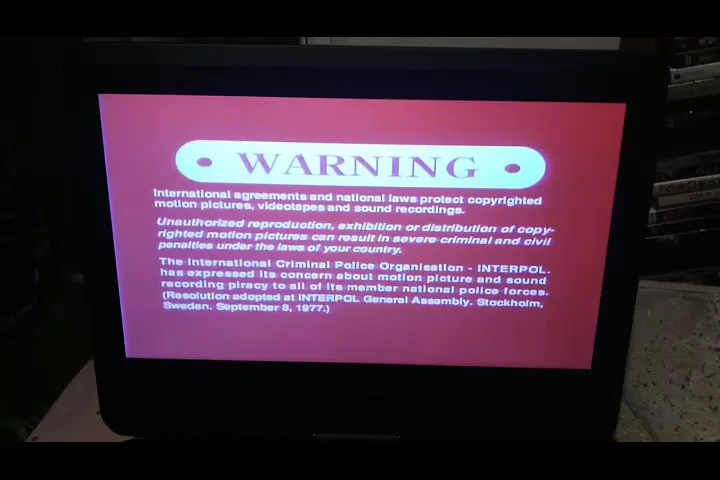 WARNING
International agreements and national laws protect copyrighted
motion pictures, videotapes and sound recordings.
Unauthorized reproduction, exhibition or distribution of copy-
righted motion pictures can result in severe criminal and civil
penalties under the laws of your country.
The International Criminal Police Organisation - INTERPOL.
has expressed its concern about motion picture and sound
recording piracy to all of its member national police forces.
(Resolution adopted at INTERPOL General Assembly. Stockholm,
Sweden. September 8, 1977.)